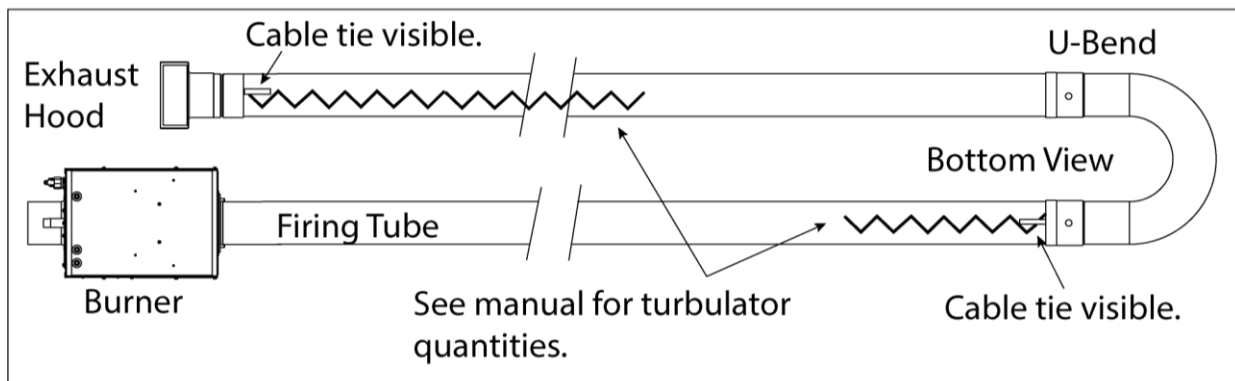 Cable tie visible.
U-Bend
Exhaust
Hood
Bottom View
Firing Tube
Burner
See manual for turbulator
quantities.
Cable tie visible.